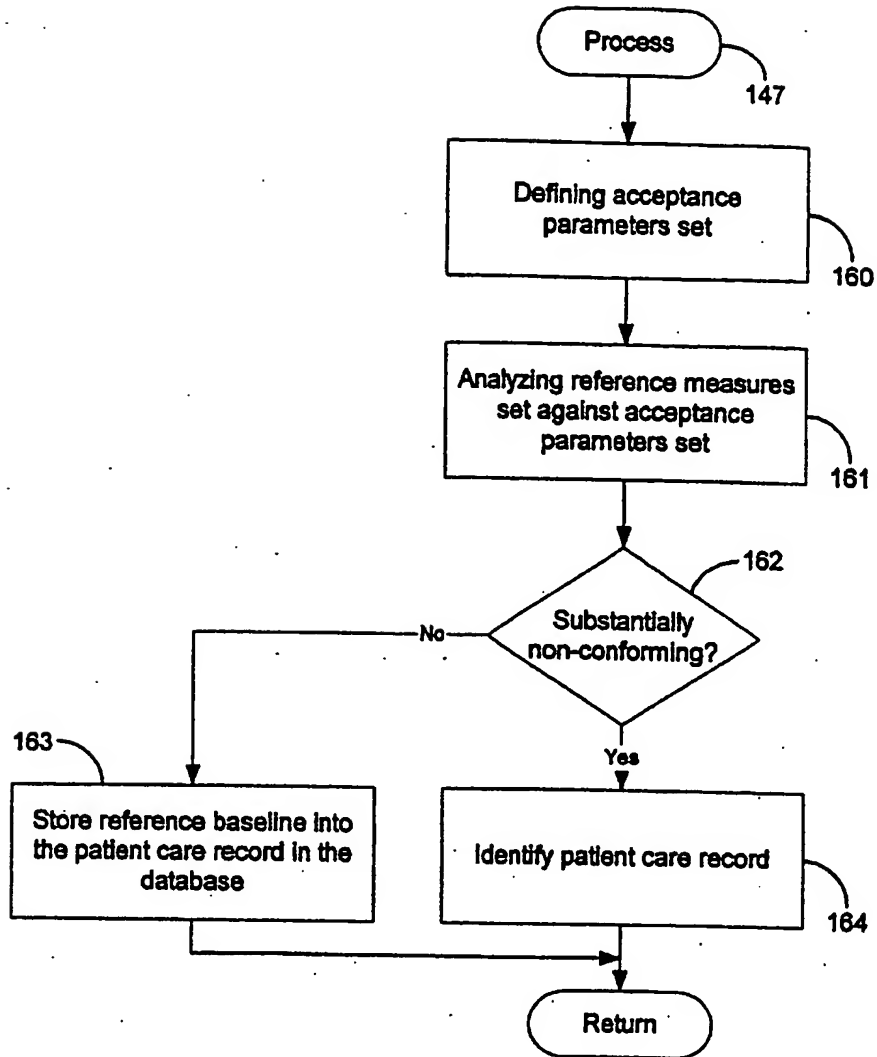 Process
147
Defining acceptance
parameters set
160
Analyzing reference measures
set against acceptance
parameters set
161
162
Substantially
non-conforming?
No
Yes
163
Store reference baseline into
the patient care record in the
database
Identify patient care record
164
Return